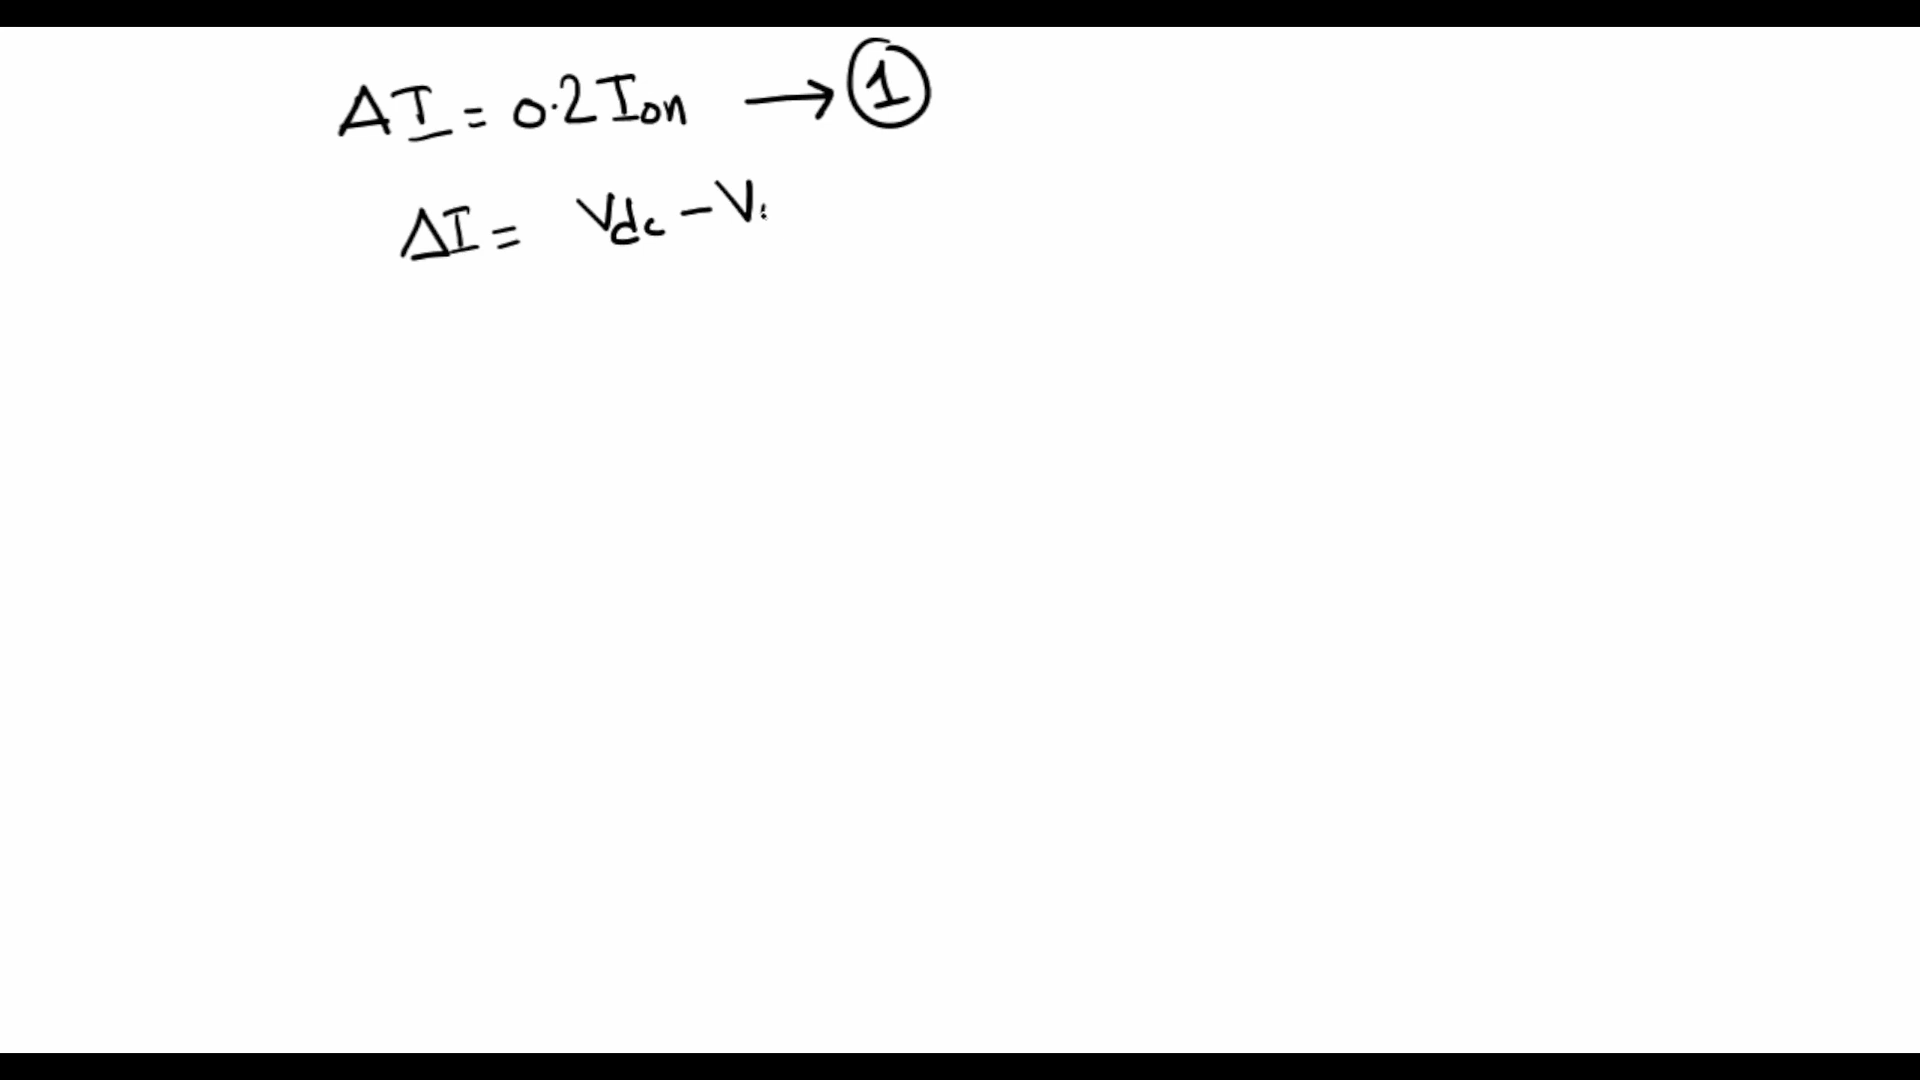 ΔI = 0.2 Ion → ①
ΔI = Vdc - V